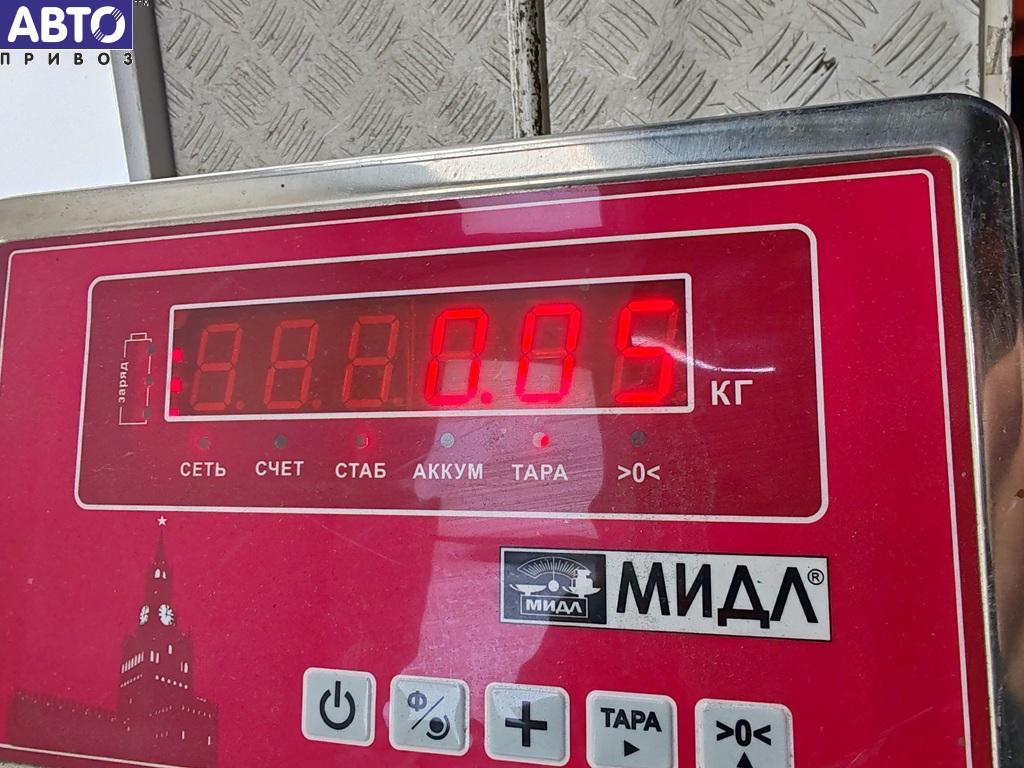 АВТО
ПРИВОЗ
заряд
0.05
КГ
СЕТЬ СЧЕТ СТАБ АККУМ ТАРА >0<
МИДЛ МИДЛ®
Ф
+
ТАРА
>0<